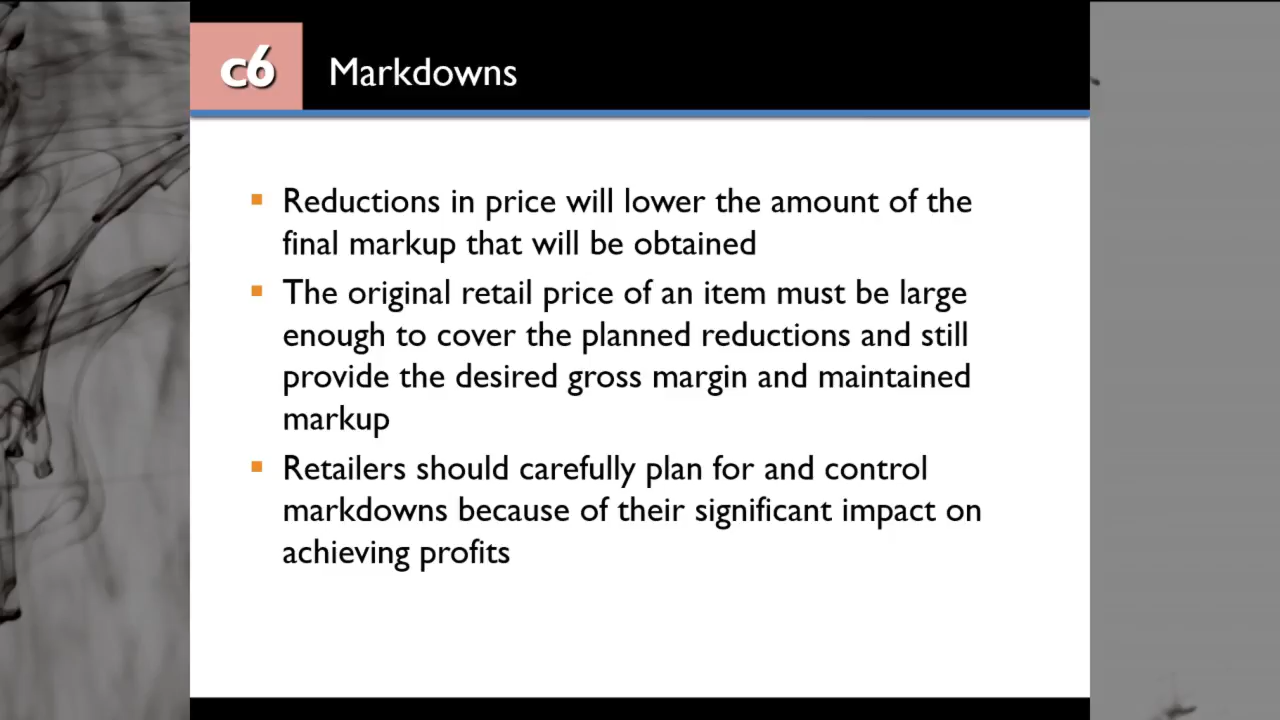 c6
Markdowns
Reductions in price will lower the amount of the
final markup that will be obtained
The original retail price of an item must be large
enough to cover the planned reductions and still
provide the desired gross margin and maintained
markup
Retailers should carefully plan for and control
markdowns because of their significant impact on
achieving profits